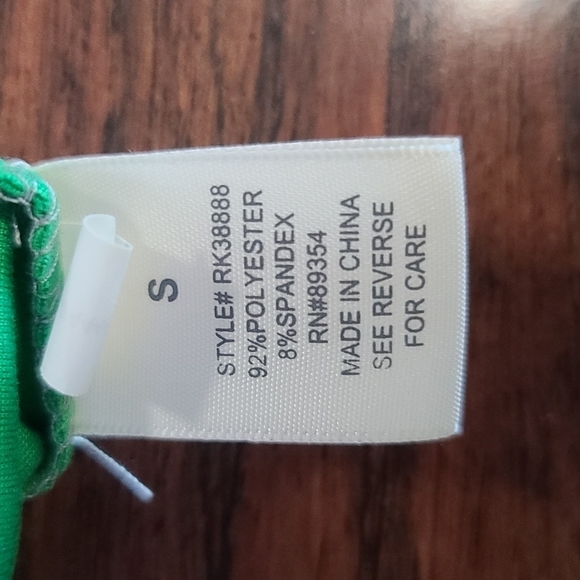 S
STYLE# RK38888
92%POLYESTER
8%SPANDEX
RN#89354
MADE IN CHINA
SEE REVERSE
FOR CARE